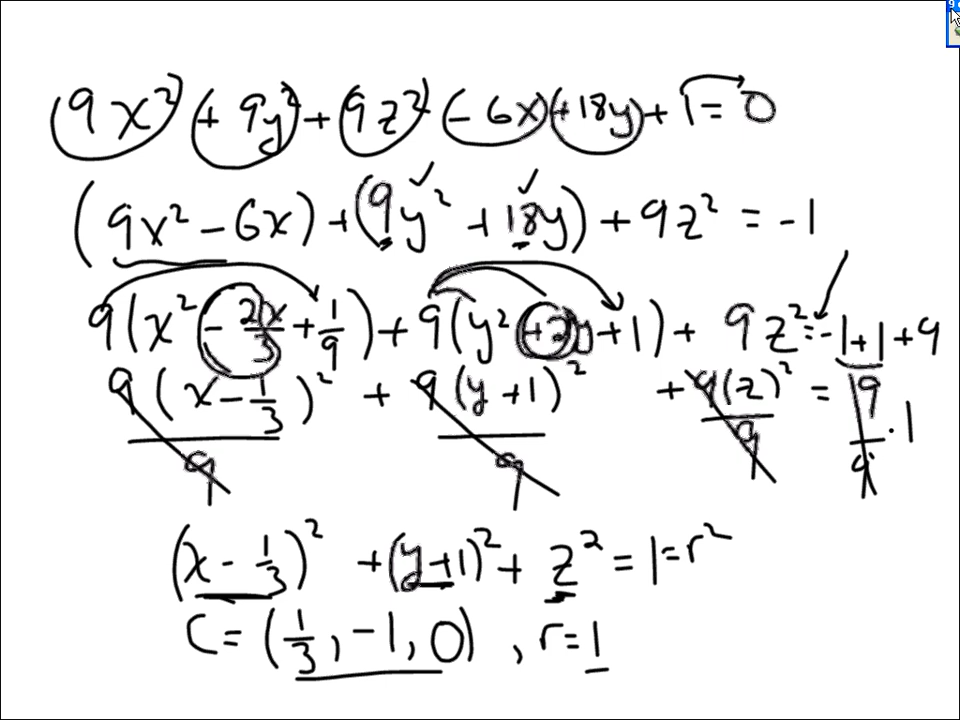 9x² + 9y² + 9z² - 6x + 18y + 1 = 0
(9x² - 6x) + (9y² + 18y) + 9z² = -1
9(x² - 2x/3 + 1/9) + 9(y² + 2y + 1) + 9z² = -1 + 1 + 9
9(x - 1/3)²/9 + 9(y + 1)²/9 + 9(z)²/9 = 9/9 · 1
(x - 1/3)² + (y + 1)² + z² = 1 = r²
C = (1/3, -1, 0), r = 1